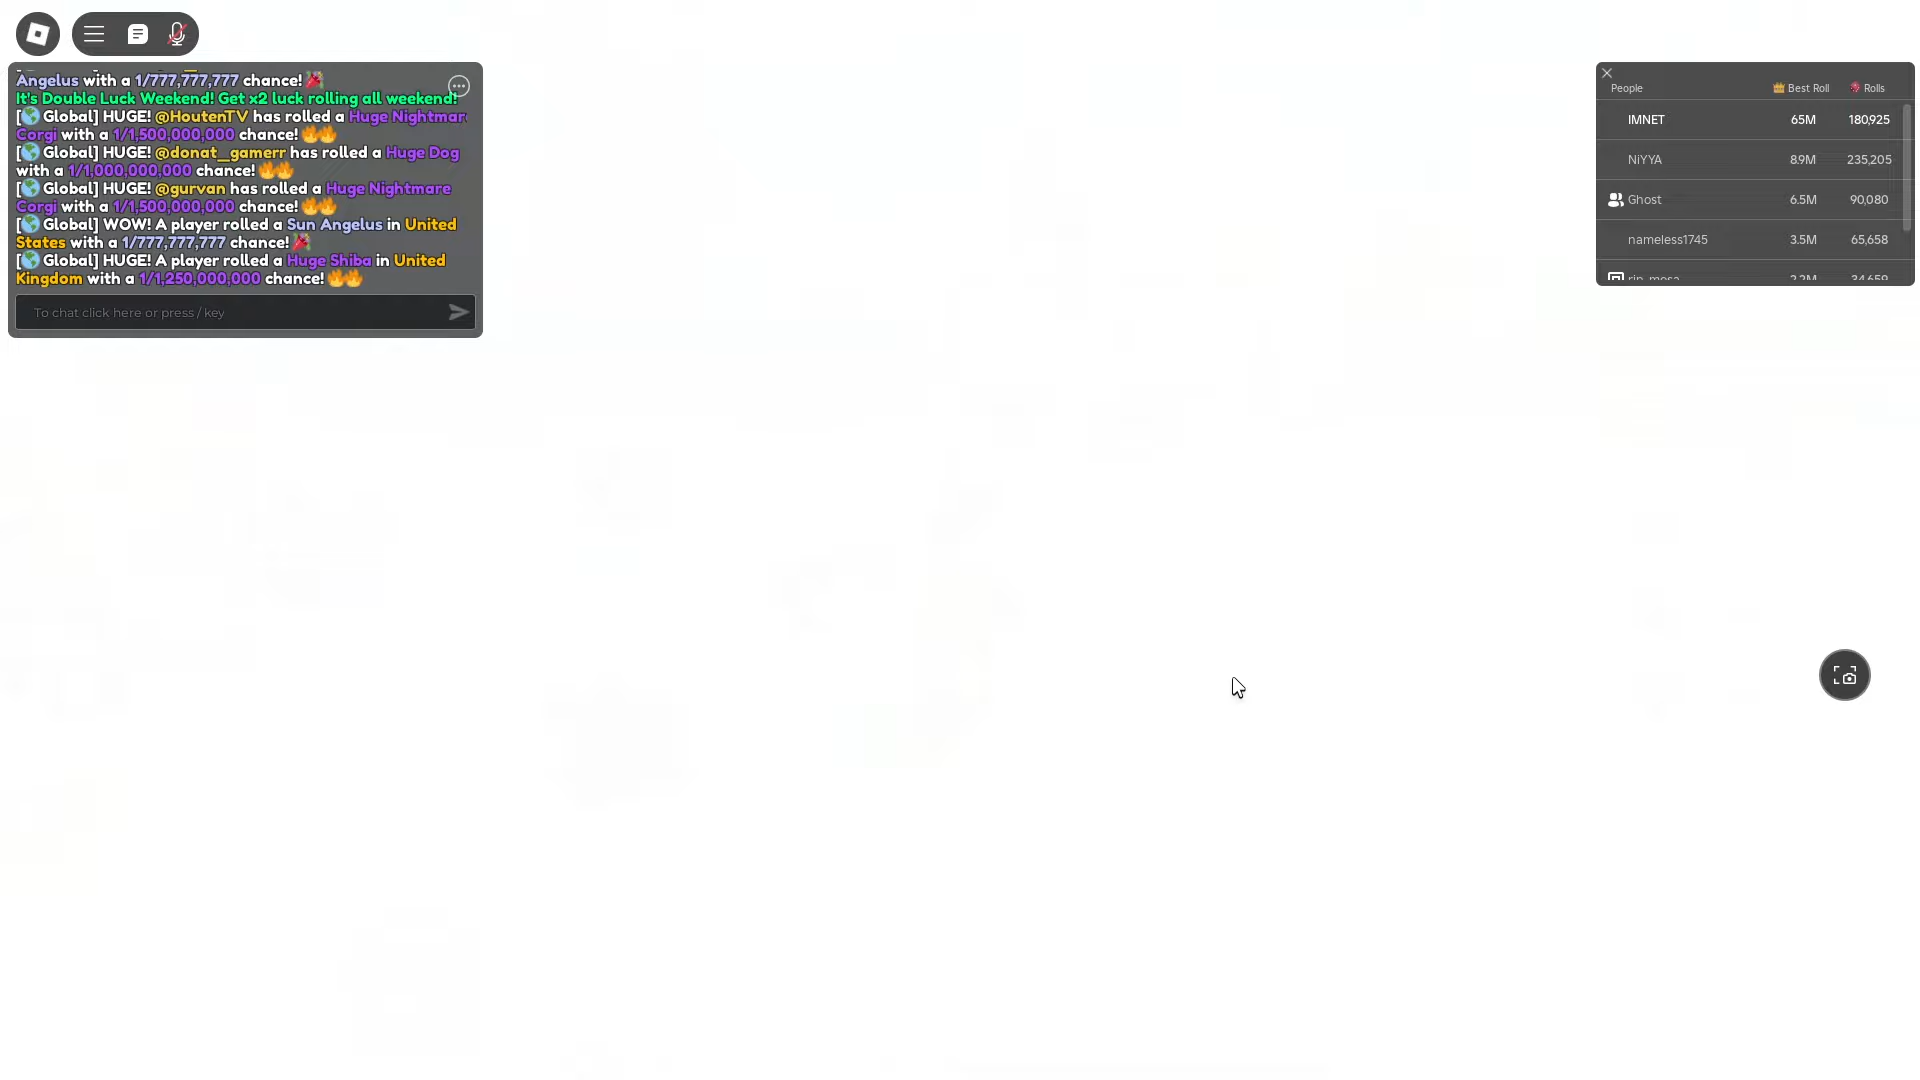 Angelus with a 1/777,777,777 chance! 🎉
It's Double Luck Weekend! Get x2 luck rolling all weekend!
[🌎 Global] HUGE! @HoutenTV has rolled a Huge Nightmar
Corgi with a 1/1,500,000,000 chance! 🔥🔥
[🌎 Global] HUGE! @donat_gamerr has rolled a Huge Dog
with a 1/1,000,000,000 chance! 🔥🔥
[🌎 Global] HUGE! @gurvan has rolled a Huge Nightmare
Corgi with a 1/1,500,000,000 chance! 🔥🔥
[🌎 Global] WOW! A player rolled a Sun Angelus in United
States with a 1/777,777,777 chance! 🎉
[🌎 Global] HUGE! A player rolled a Huge Shiba in United
Kingdom with a 1/1,250,000,000 chance! 🔥🔥
To chat click here or press / key
People Best Roll Rolls
IMNET 65M 180,925
NiYYA 8.9M 235,205
Ghost 6.5M 90,080
nameless1745 3.5M 65,658